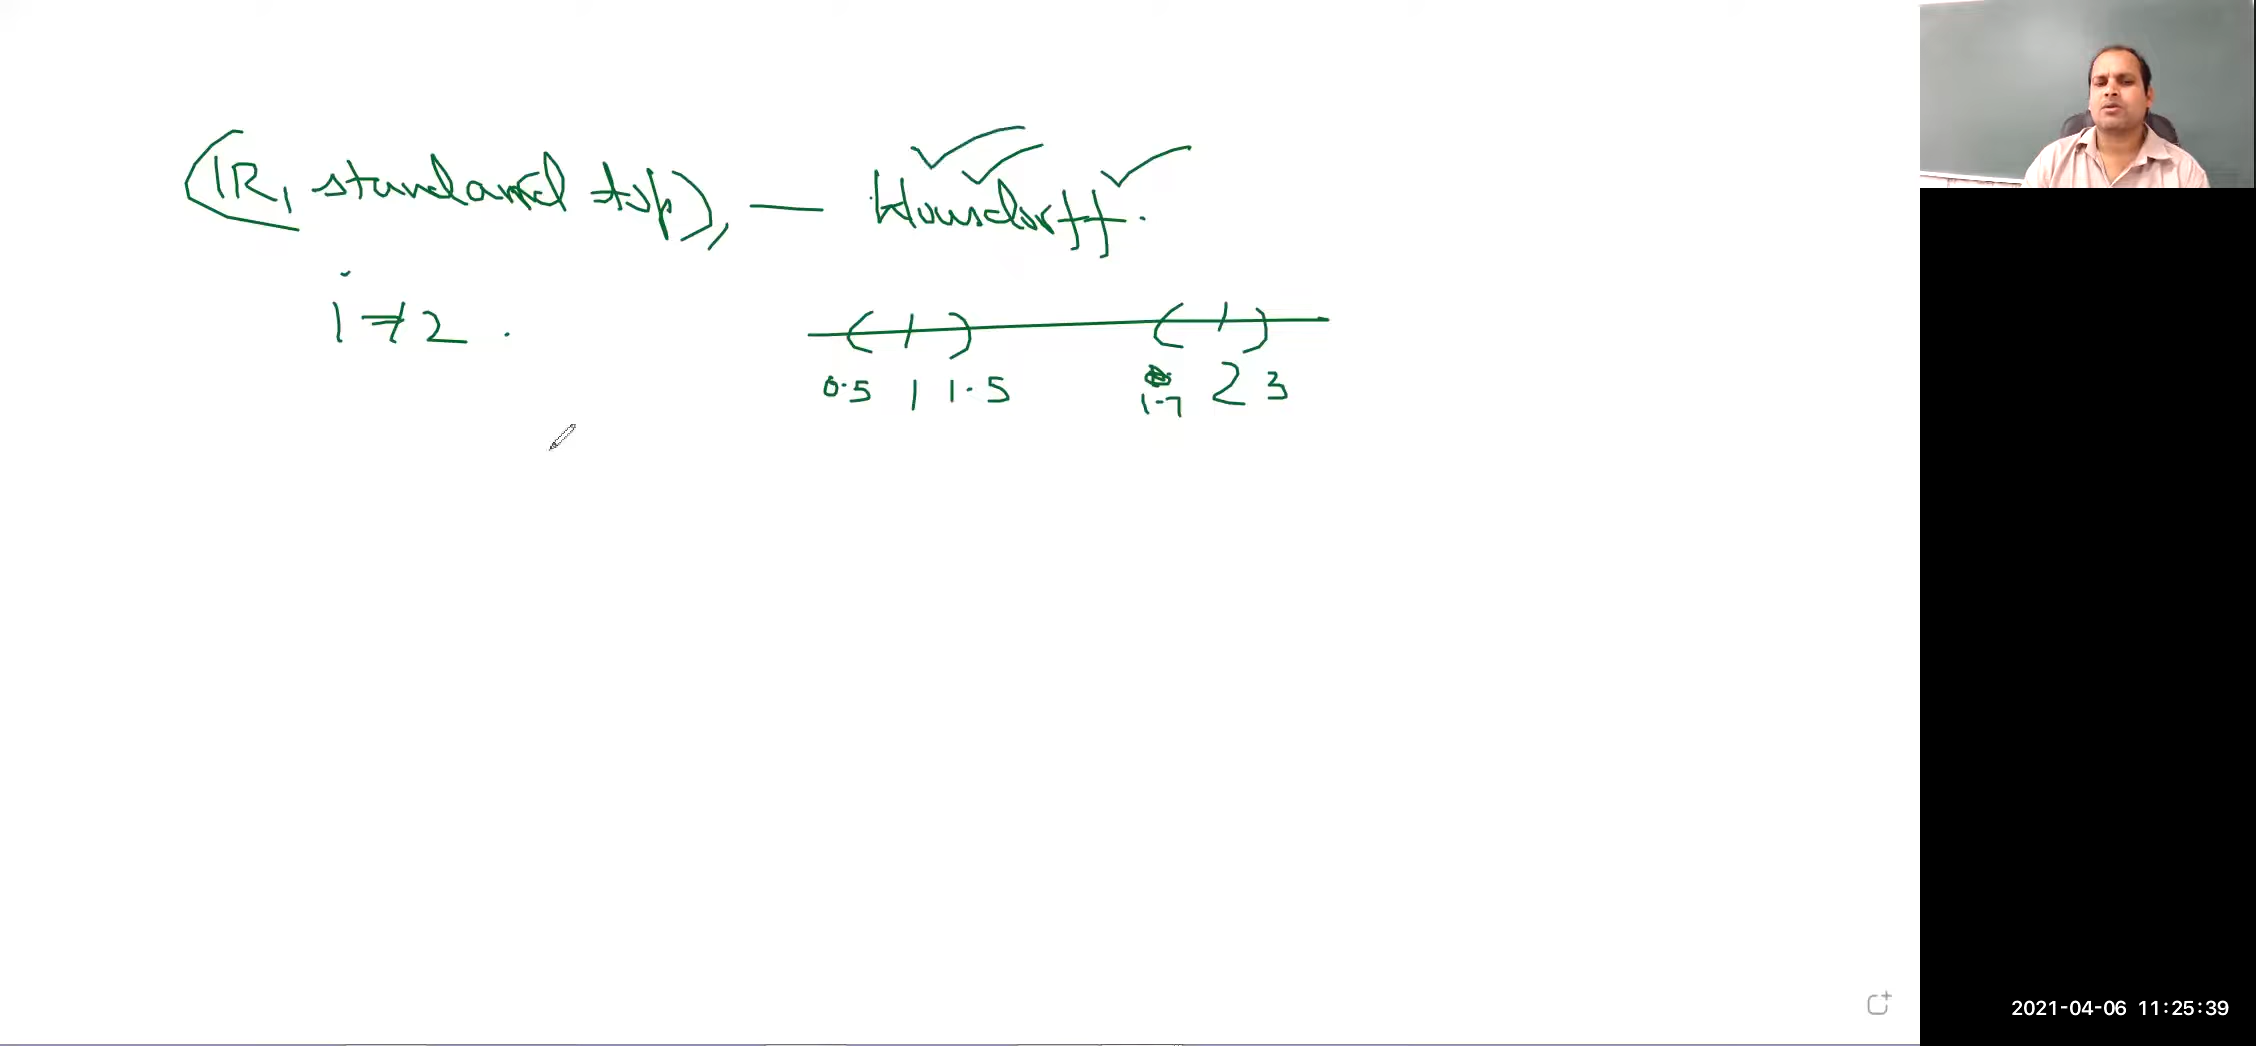 (ℝ, standard top), — Housdorff.
1 ≠ 2 .
0.5 1 1.5 1.7 2 3
2021-04-06 11:25:39